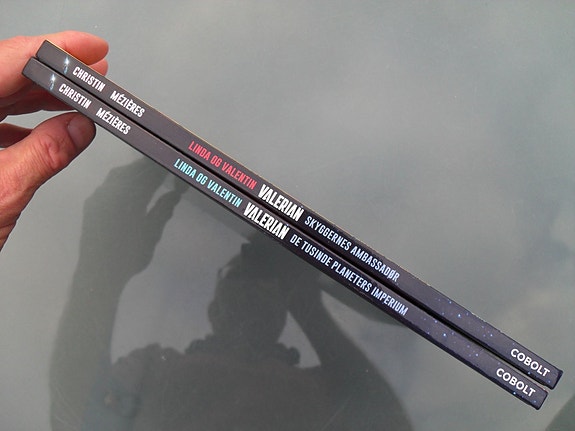 CHRISTIN MÉZIÈRES LINDA OG VALENTIN VALERIAN SKYGGERNES AMBASSADØR COBOLT
CHRISTIN MÉZIÈRES LINDA OG VALENTIN VALERIAN DE TUSINDE PLANETERS IMPERIUM COBOLT